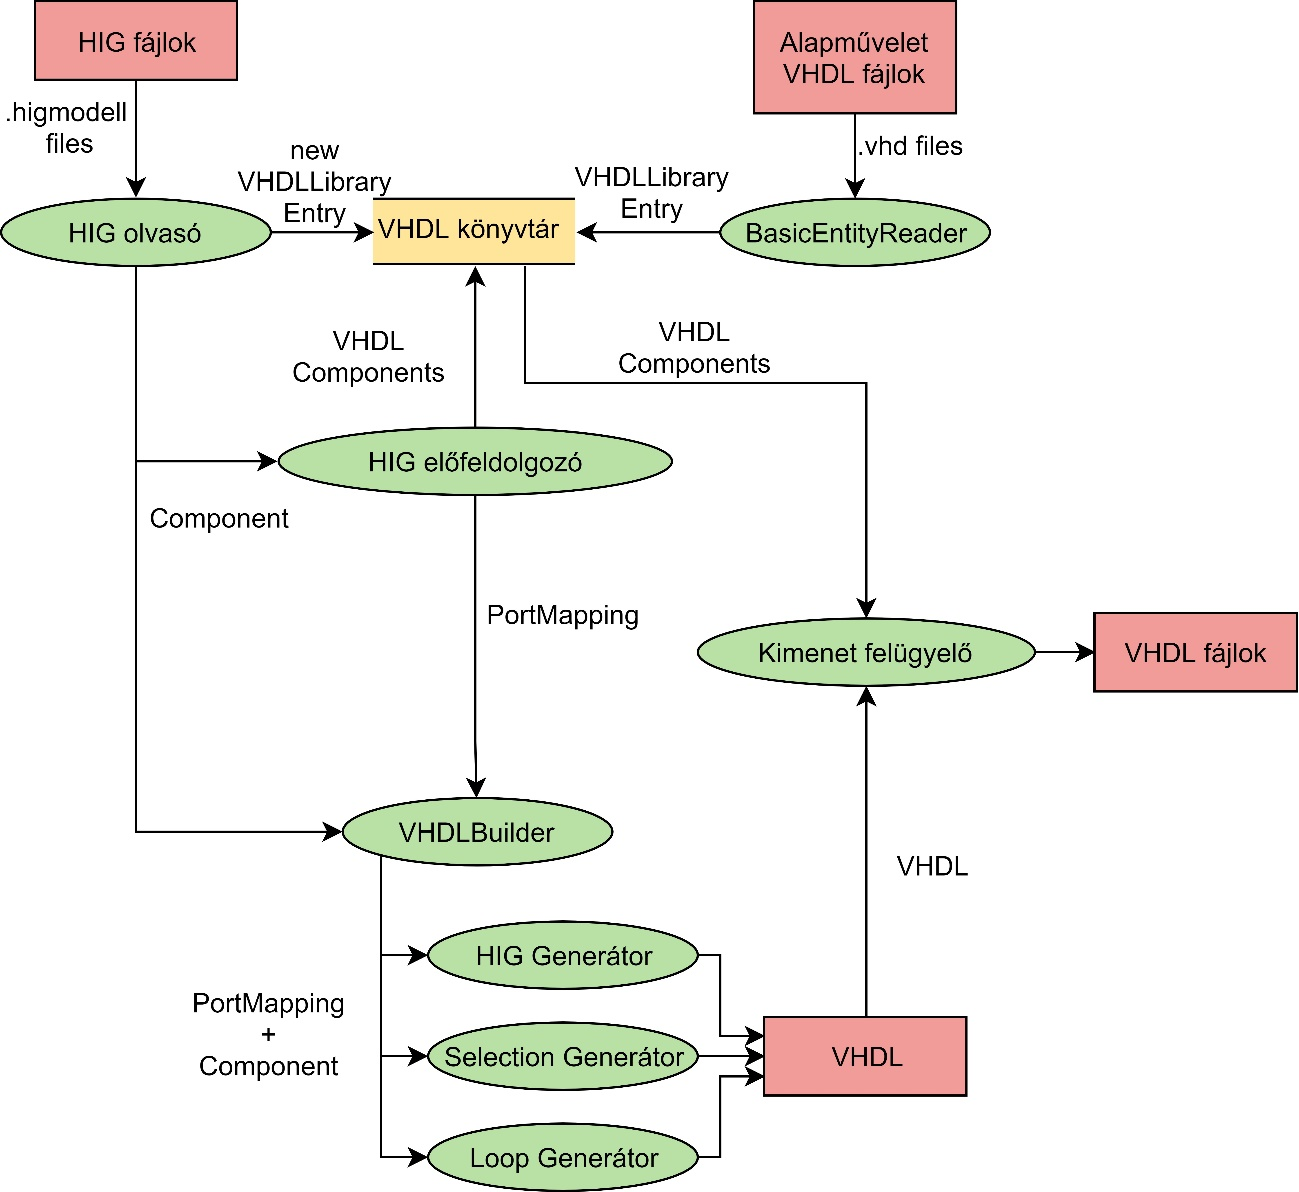 HIG fájlok
Alapművelet
VHDL fájlok
.higmodell
files
new
VHDLLibrary
Entry
VHDLLibrary
Entry
.vhd files
HIG olvasó
VHDL könyvtár
BasicEntityReader
VHDL
Components
VHDL
Components
HIG előfeldolgozó
Component
PortMapping
Kimenet felügyelő
VHDL fájlok
VHDLBuilder
VHDL
HIG Generátor
PortMapping
+
Component
Selection Generátor
VHDL
Loop Generátor